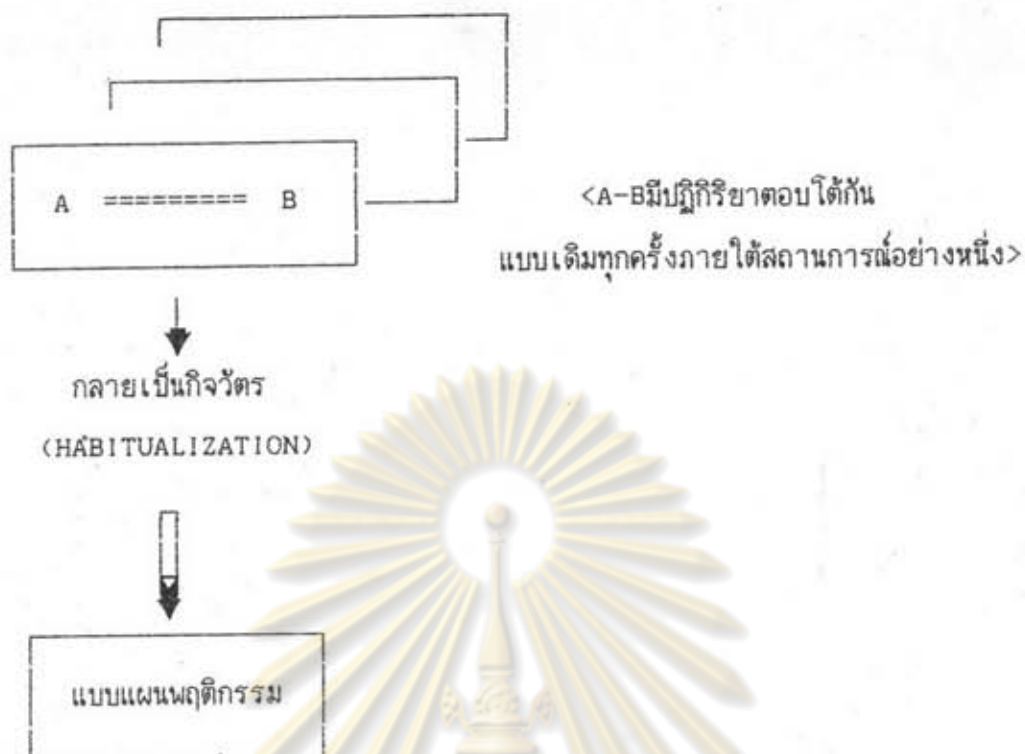 A ========= B
<A-Bมีปฏิกิริยาตอบโต้กัน
แบบเดิมทุกครั้งภายใต้สถานการณ์อย่างหนึ่ง>
กลายเป็นกิจวัตร
(HABITUALIZATION)
แบบแผนพฤติกรรม